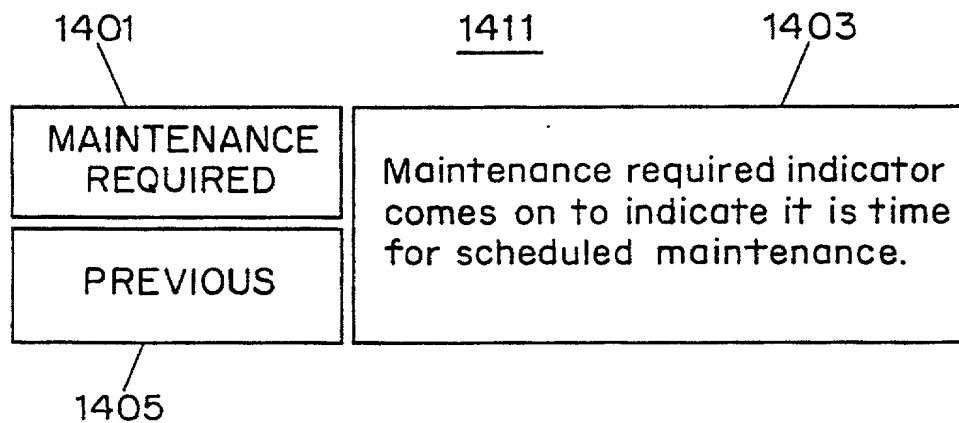 1401
1411
1403
MAINTENANCE
REQUIRED
Maintenance required indicator
comes on to indicate it is time
for scheduled maintenance.
PREVIOUS
1405